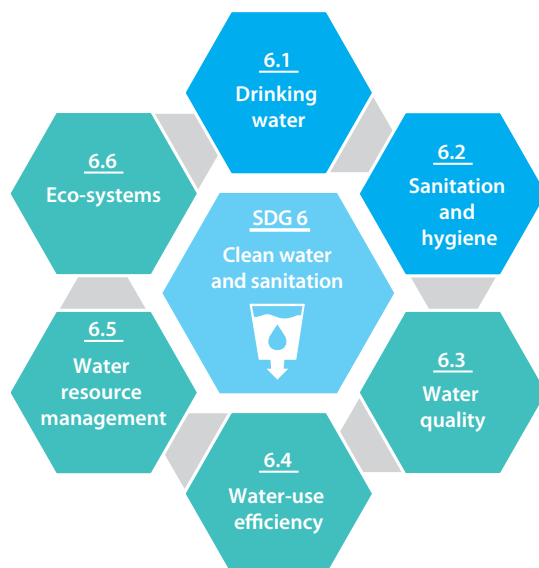 6.1
Drinking
water
6.2
Sanitation
and
hygiene
6.3
Water
quality
6.4
Water-use
efficiency
6.5
Water
resource
management
6.6
Eco-systems
SDG 6
Clean water
and sanitation